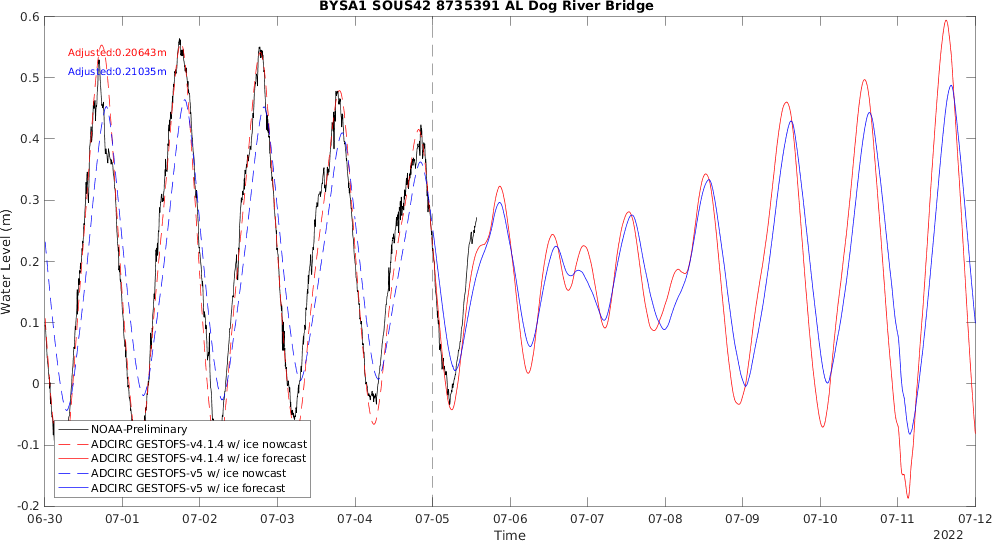 BYSA1 SOUS42 8735391 AL Dog River Bridge
0.6
0.5
0.4
0.3
0.2
0.1
0
-0.1
-0.2
Water Level (m)
Adjusted:0.20643m
Adjusted:0.21035m
NOAA-Preliminary
ADCIRC GESTOFS-v4.1.4 w/ ice nowcast
ADCIRC GESTOFS-v4.1.4 w/ ice forecast
ADCIRC GESTOFS-v5 w/ ice nowcast
ADCIRC GESTOFS-v5 w/ ice forecast
06-30 07-01 07-02 07-03 07-04 07-05 07-06 07-07 07-08 07-09 07-10 07-11 07-12
Time
2022